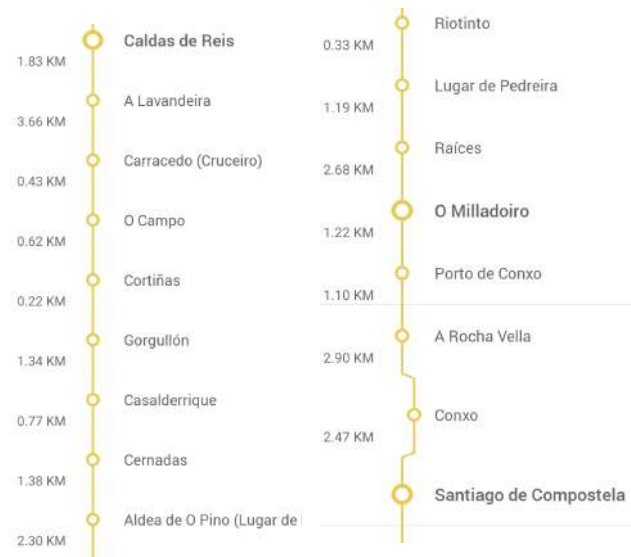 Caldas de Reis
1.83 KM
A Lavandeira
3.66 KM
Carracedo (Cruceiro)
0.43 KM
O Campo
0.62 KM
Cortiñas
0.22 KM
Gorgullón
1.34 KM
Casalderrique
0.77 KM
Cernadas
1.38 KM
Aldea de O Pino (Lugar de
2.30 KM
Riotinto
0.33 KM
Lugar de Pedreira
1.19 KM
Raíces
2.68 KM
O Milladoiro
1.22 KM
Porto de Conxo
1.10 KM
A Rocha Vella
2.90 KM
Conxo
2.47 KM
Santiago de Compostela